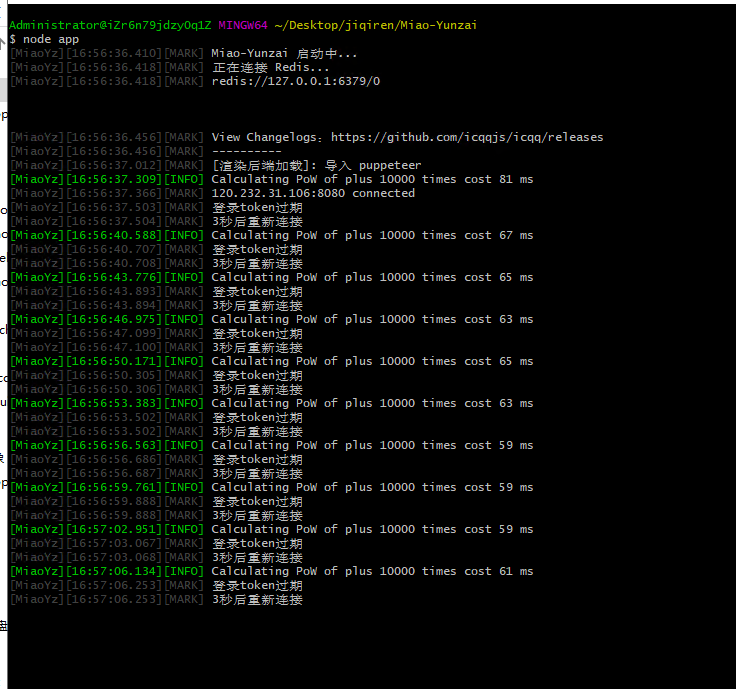 Administrator@iZr6n79jdzy0q1Z MINGW64 ~/Desktop/jiqiren/Miao-Yunzai
$ node app
[MiaoYz][16:56:36.410][MARK] Miao-Yunzai 启动中...
[MiaoYz][16:56:36.418][MARK] 正在连接 Redis...
[MiaoYz][16:56:36.418][MARK] redis://127.0.0.1:6379/0
[MiaoYz][16:56:36.456][MARK] View Changelogs：https://github.com/icqqjs/icqq/releases
[MiaoYz][16:56:36.456][MARK] ----------
[MiaoYz][16:56:37.012][MARK] [渲染后端加载]: 导入 puppeteer
[MiaoYz][16:56:37.309][INFO] Calculating PoW of plus 10000 times cost 81 ms
[MiaoYz][16:56:37.366][MARK] 120.232.31.106:8080 connected
[MiaoYz][16:56:37.503][MARK] 登录token过期
[MiaoYz][16:56:37.504][MARK] 3秒后重新连接
[MiaoYz][16:56:40.588][INFO] Calculating PoW of plus 10000 times cost 67 ms
[MiaoYz][16:56:40.707][MARK] 登录token过期
[MiaoYz][16:56:40.708][MARK] 3秒后重新连接
[MiaoYz][16:56:43.776][INFO] Calculating PoW of plus 10000 times cost 65 ms
[MiaoYz][16:56:43.893][MARK] 登录token过期
[MiaoYz][16:56:43.894][MARK] 3秒后重新连接
[MiaoYz][16:56:46.975][INFO] Calculating PoW of plus 10000 times cost 63 ms
[MiaoYz][16:56:47.099][MARK] 登录token过期
[MiaoYz][16:56:47.100][MARK] 3秒后重新连接
[MiaoYz][16:56:50.171][INFO] Calculating PoW of plus 10000 times cost 65 ms
[MiaoYz][16:56:50.305][MARK] 登录token过期
[MiaoYz][16:56:50.306][MARK] 3秒后重新连接
[MiaoYz][16:56:53.383][INFO] Calculating PoW of plus 10000 times cost 63 ms
[MiaoYz][16:56:53.502][MARK] 登录token过期
[MiaoYz][16:56:53.502][MARK] 3秒后重新连接
[MiaoYz][16:56:56.563][INFO] Calculating PoW of plus 10000 times cost 59 ms
[MiaoYz][16:56:56.686][MARK] 登录token过期
[MiaoYz][16:56:56.687][MARK] 3秒后重新连接
[MiaoYz][16:56:59.761][INFO] Calculating PoW of plus 10000 times cost 59 ms
[MiaoYz][16:56:59.888][MARK] 登录token过期
[MiaoYz][16:56:59.888][MARK] 3秒后重新连接
[MiaoYz][16:57:02.951][INFO] Calculating PoW of plus 10000 times cost 59 ms
[MiaoYz][16:57:03.067][MARK] 登录token过期
[MiaoYz][16:57:03.068][MARK] 3秒后重新连接
[MiaoYz][16:57:06.134][INFO] Calculating PoW of plus 10000 times cost 61 ms
[MiaoYz][16:57:06.253][MARK] 登录token过期
[MiaoYz][16:57:06.253][MARK] 3秒后重新连接